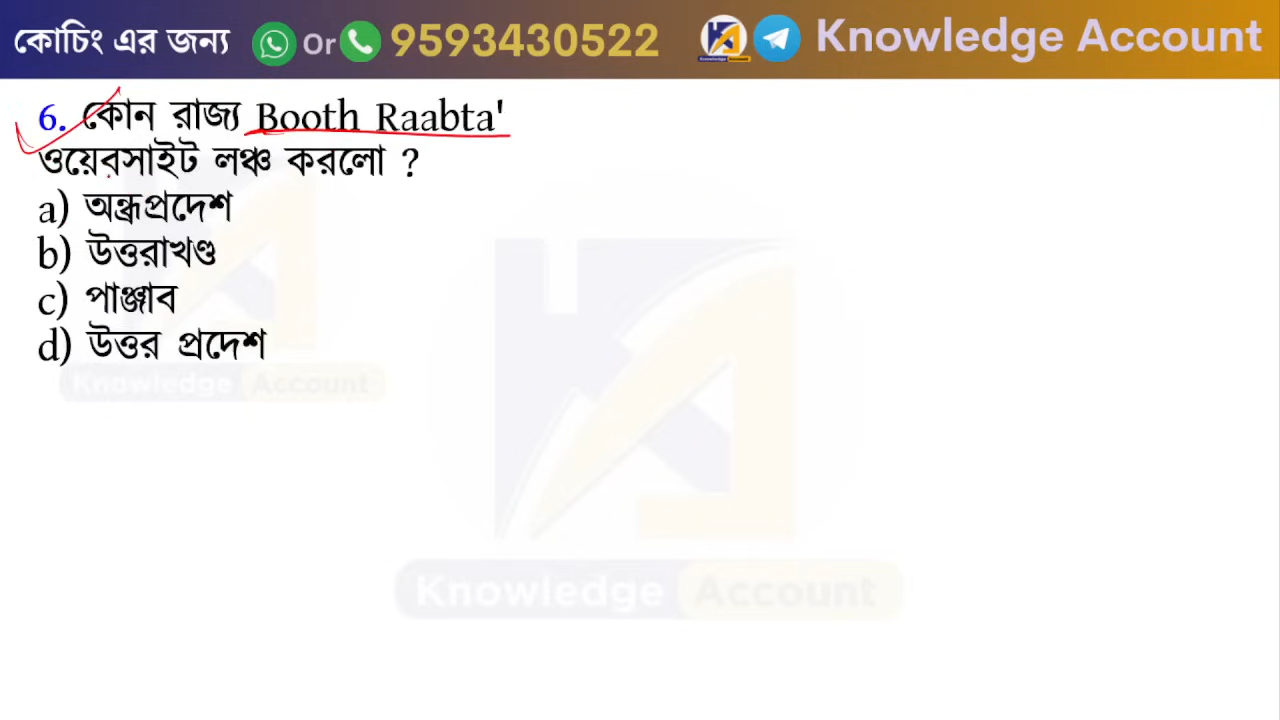 কোচিং এর জন্য Or 9593430522 Knowledge Account
6. কোন রাজ্য Booth Raabta'
ওয়েবসাইট লঞ্চ করলো ?
a) অন্ধ্রপ্রদেশ
b) উত্তরাখণ্ড
c) পাঞ্জাব
d) উত্তর প্রদেশ
Knowledge Account
Knowledge Account